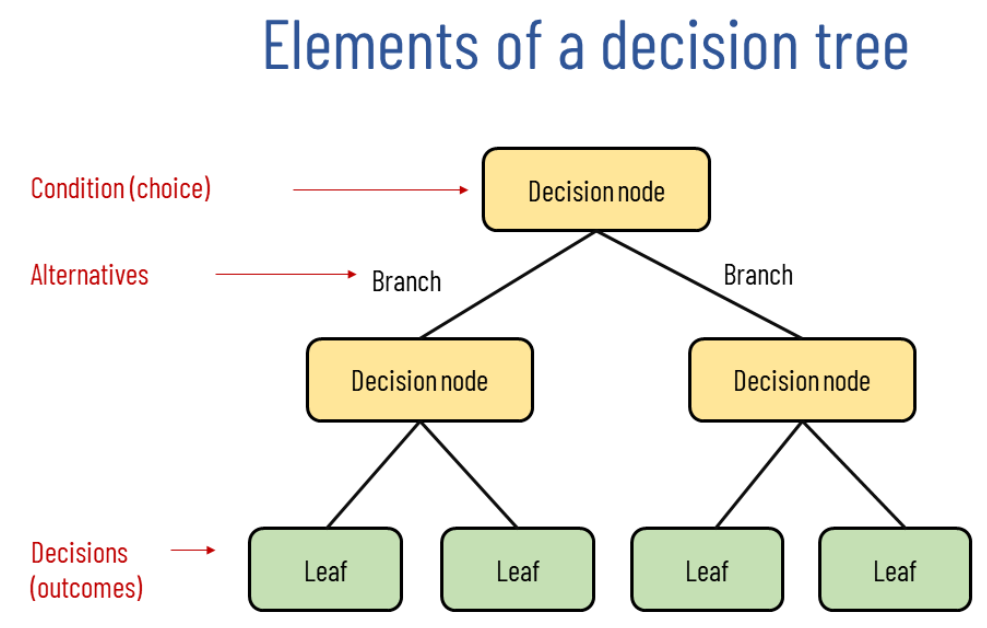 Elements of a decision tree
Condition (choice)
Decision node
Alternatives
Branch
Branch
Decision node
Decision node
Decisions
(outcomes)
Leaf
Leaf
Leaf
Leaf